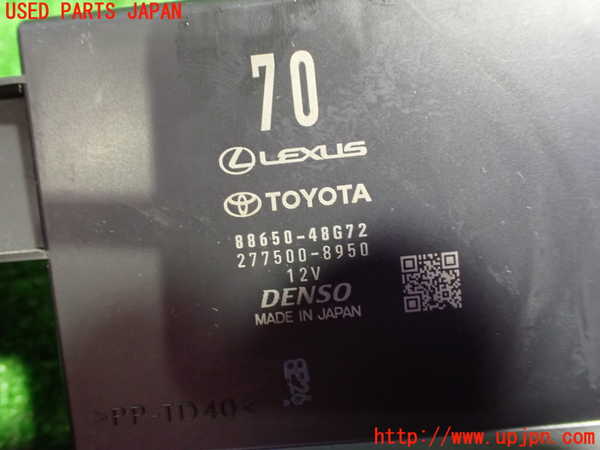 USED PARTS JAPAN
70
LEXUS
TOYOTA
88650-48G72
277500-8950
12V
DENSO
MADE IN JAPAN
>PP-TD40<
http://www.upjpn.com/